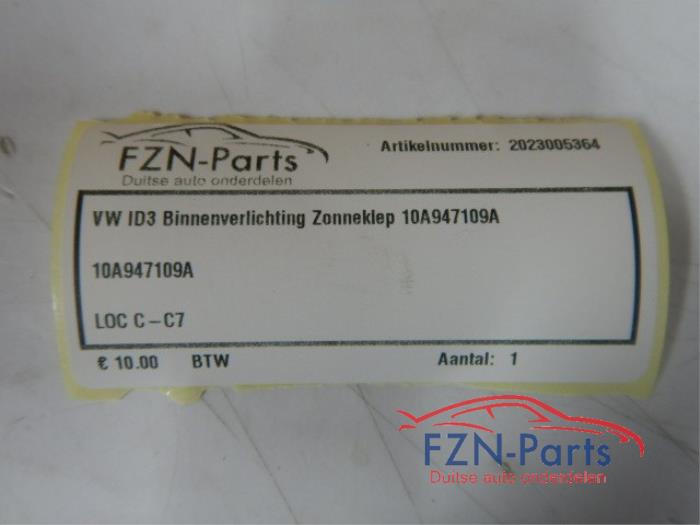 FZN-Parts
Duitse auto onderdelen
Artikelnummer: 2023005364
VW ID3 Binnenverlichting Zonneklep 10A947109A
10A947109A
LOC C-C7
€ 10.00 BTW Aantal: 1
FZN-Parts
Duitse auto onderdelen